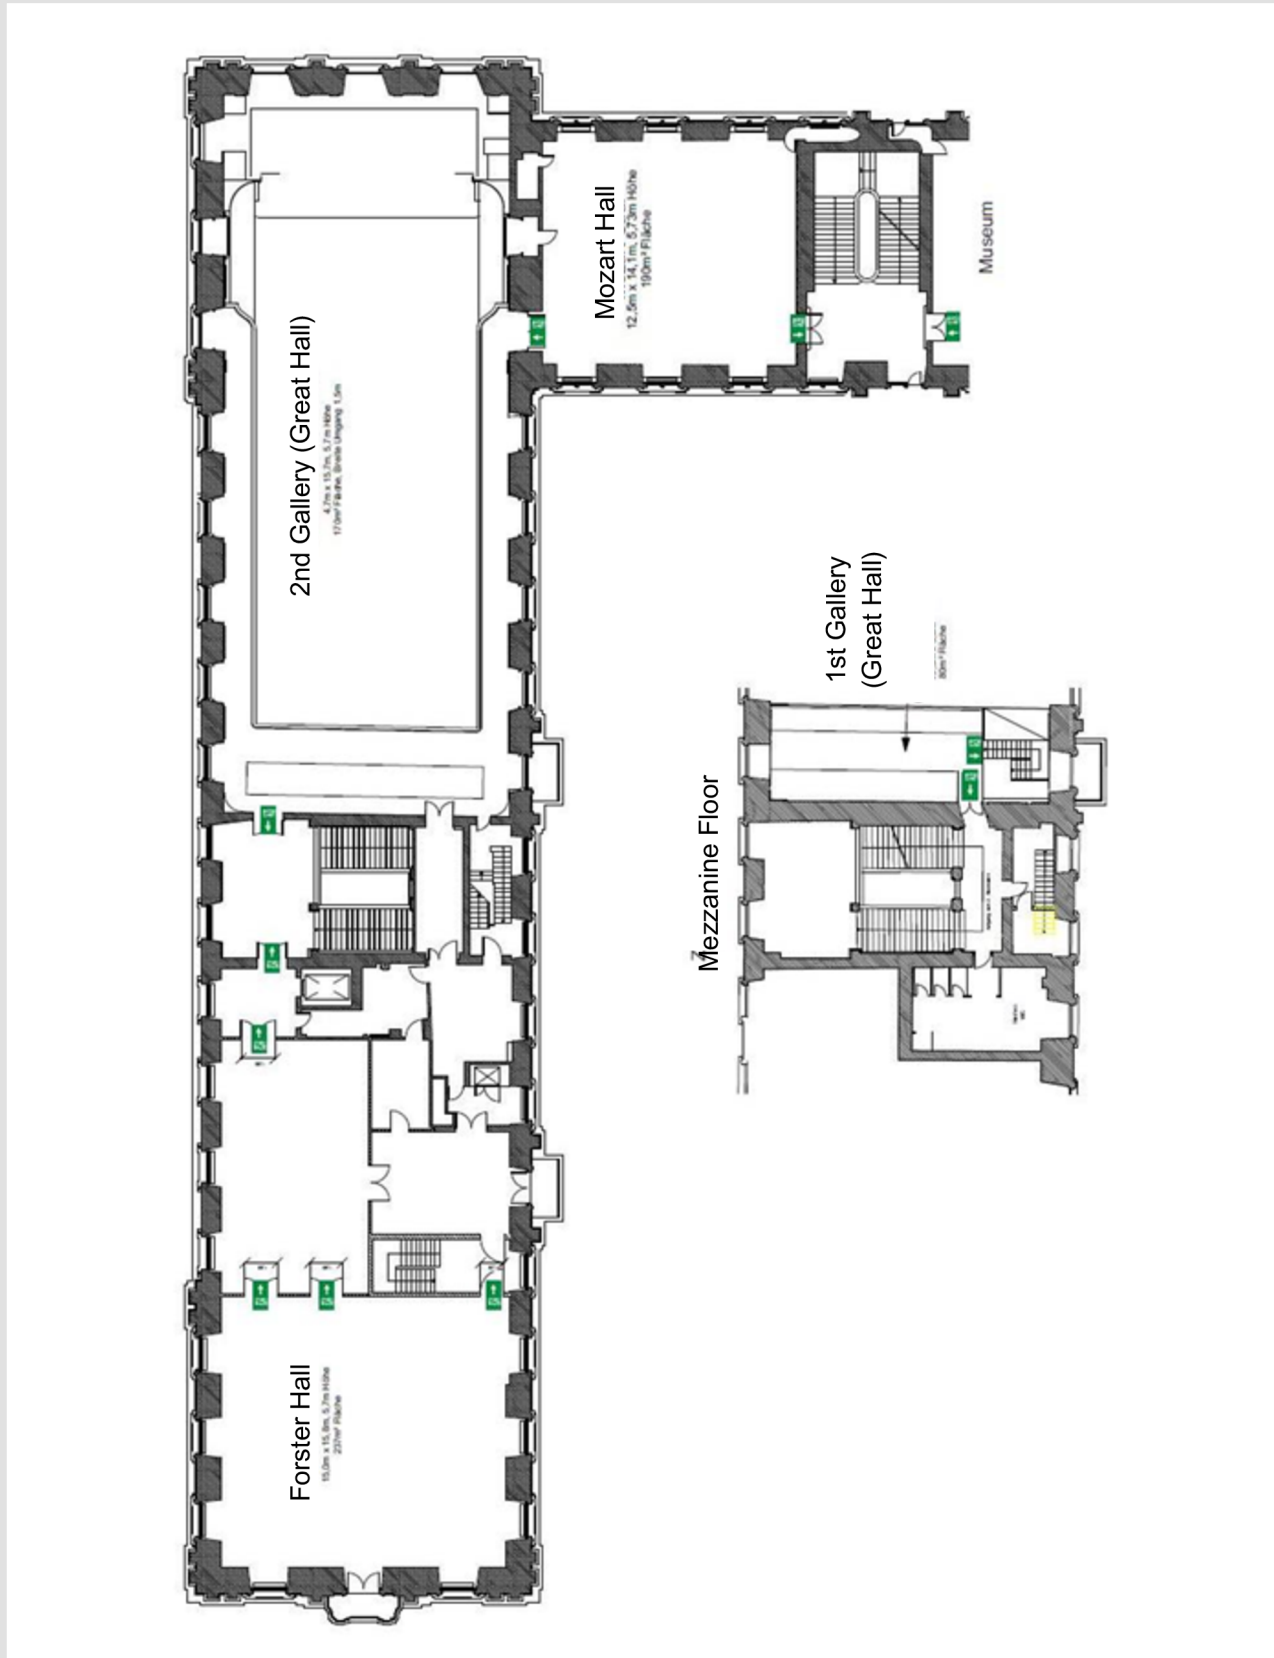 2nd Gallery (Great Hall)
4,7m x 15,7m, 5,7m Höhe
170m² Fläche, Breite Umgang 1,5m
Mozart Hall
12,5m x 14,1m, 5,73m Höhe
190m² Fläche
Museum
1st Gallery
(Great Hall)
80m² Fläche
Mezzanine Floor
Forster Hall
15,0m x 15,8m, 5,7m Höhe
237m² Fläche